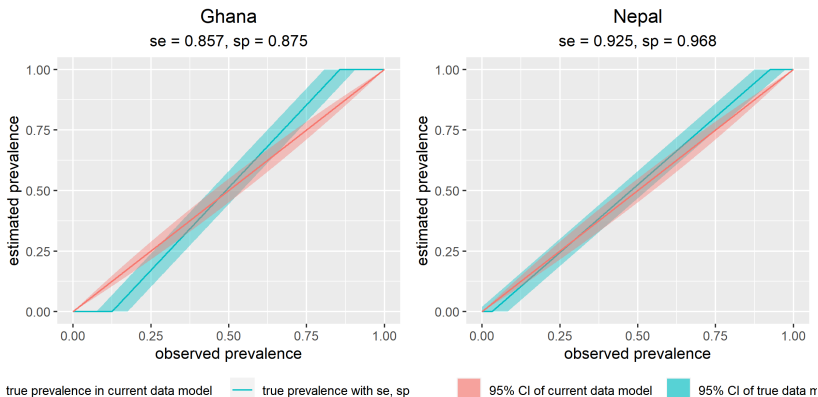 Ghana
se = 0.857, sp = 0.875
1.00
0.75
0.50
0.25
0.00
estimated prevalence
0.00 0.25 0.50 0.75 1.00
observed prevalence
Nepal
se = 0.925, sp = 0.968
1.00
0.75
0.50
0.25
0.00
estimated prevalence
0.00 0.25 0.50 0.75 1.00
observed prevalence
true prevalence in current data model true prevalence with se, sp
95% CI of current data model 95% CI of true data m